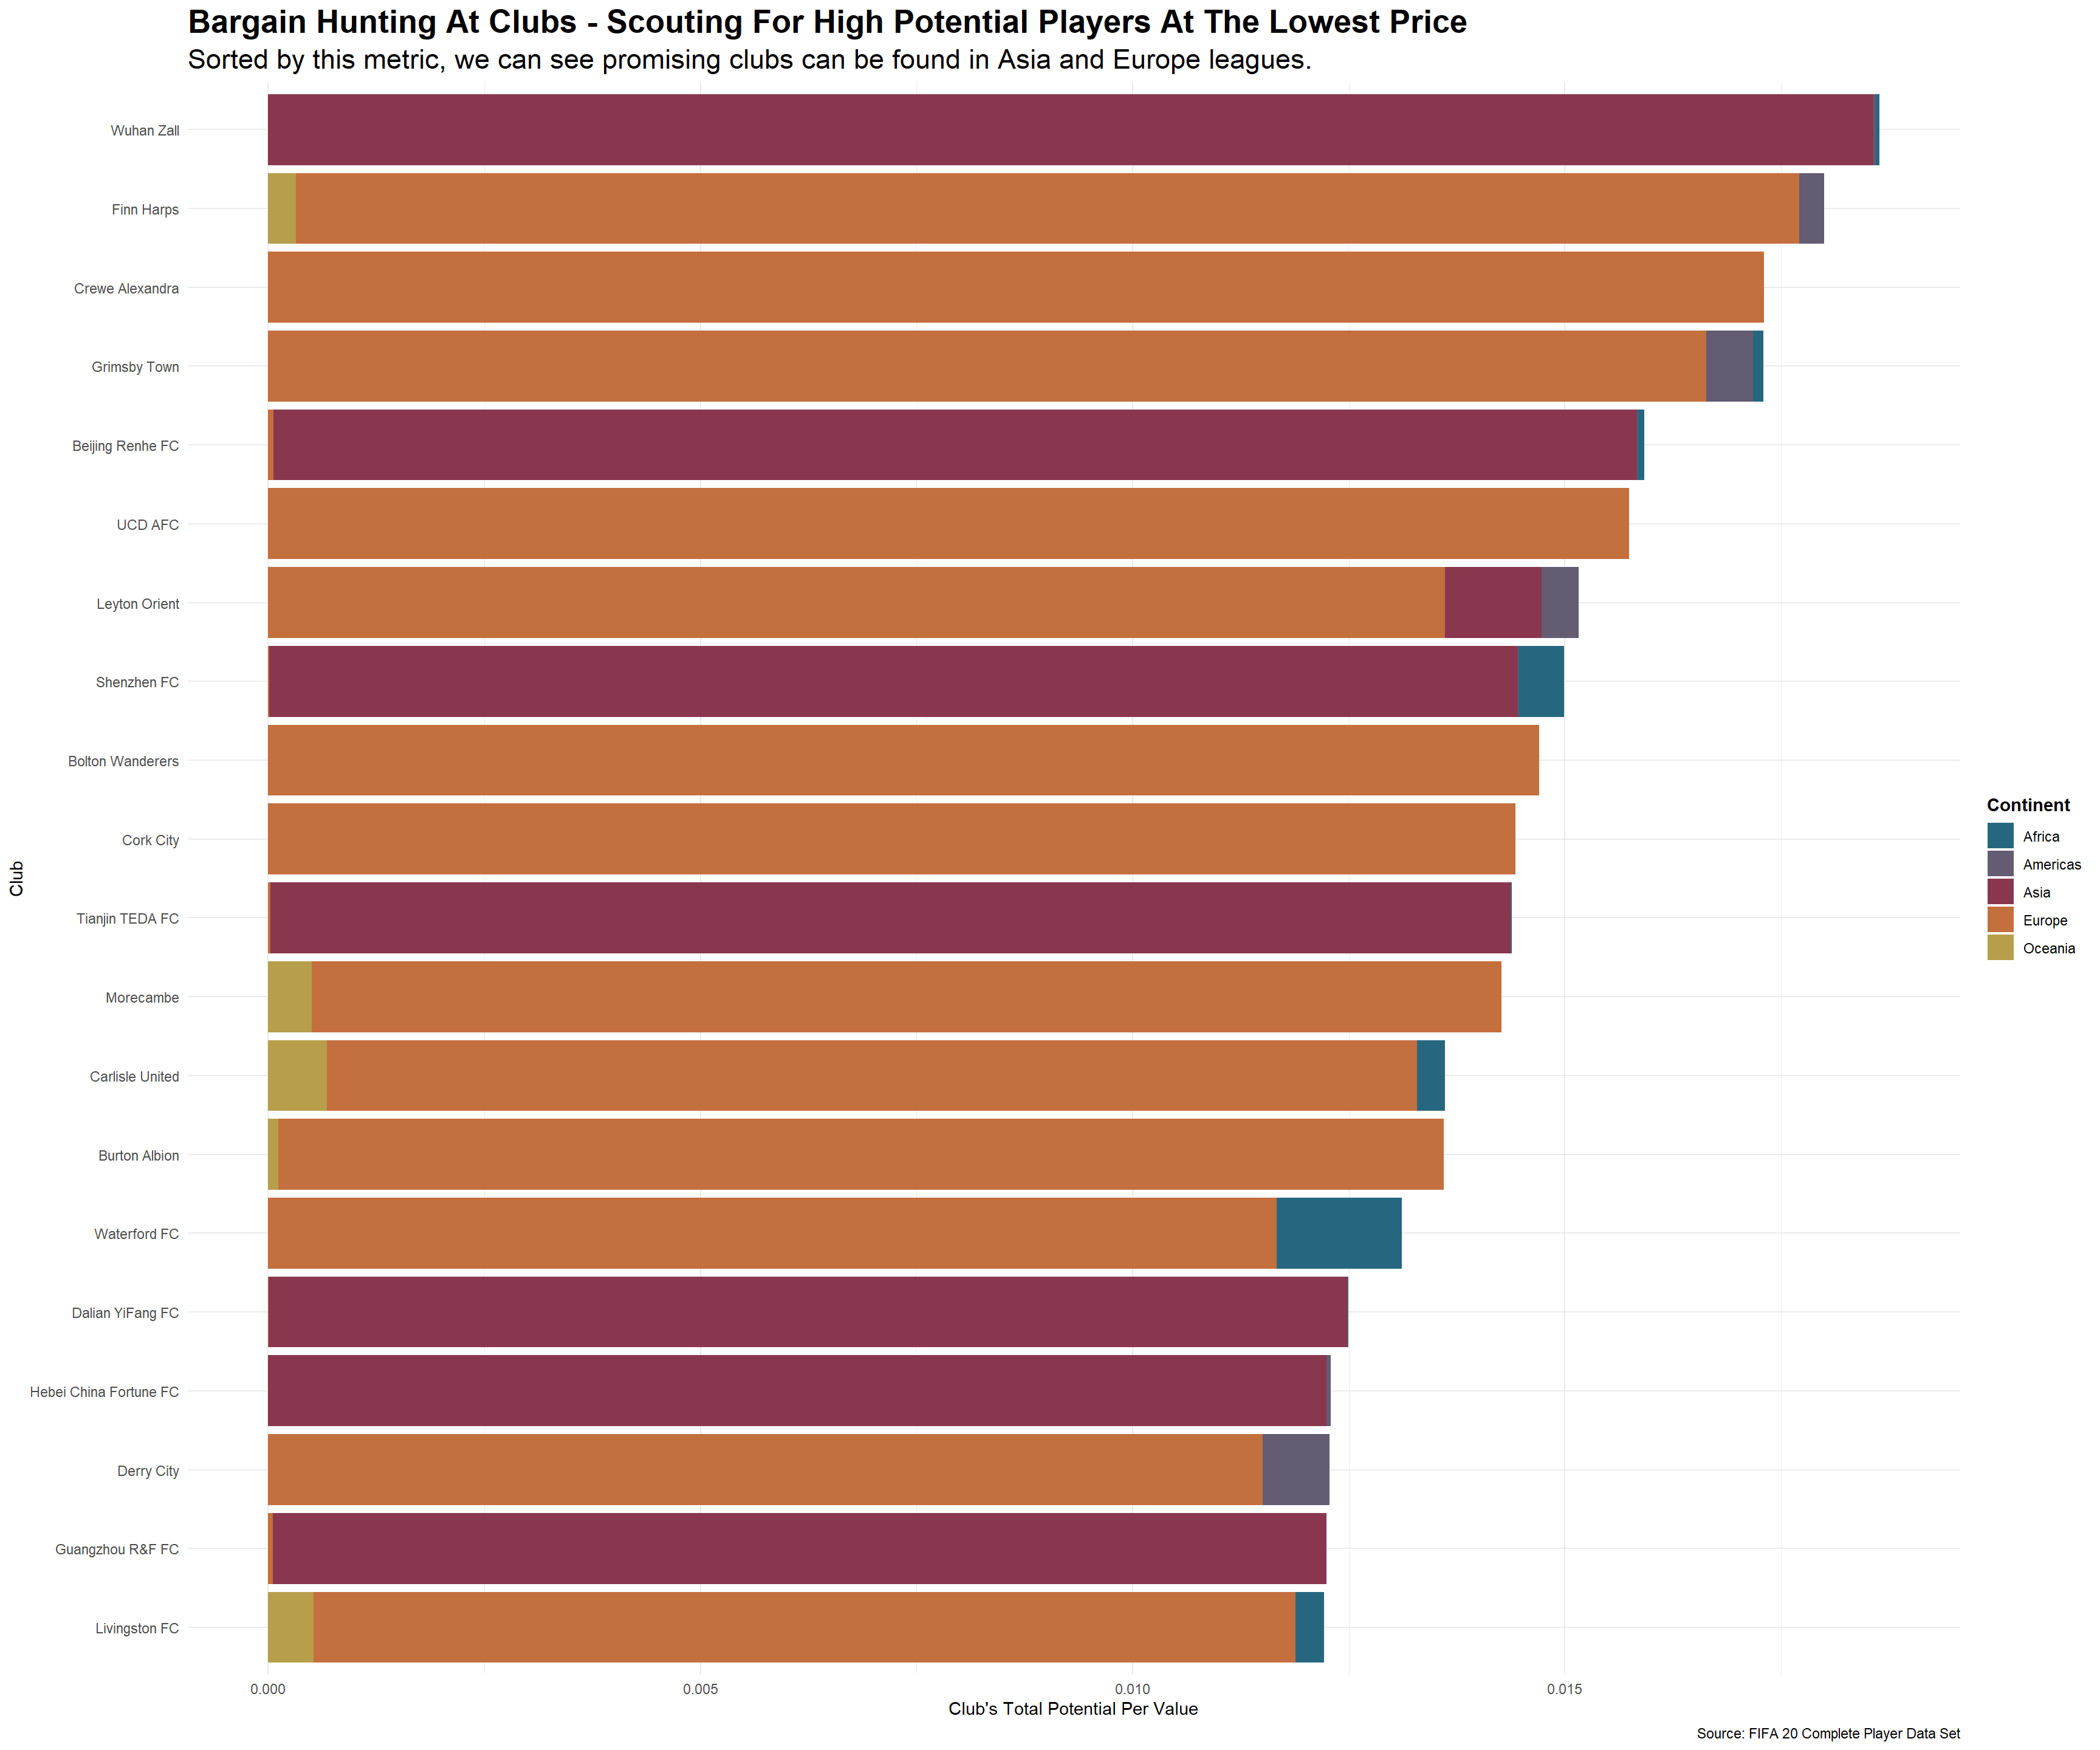 Bargain Hunting At Clubs - Scouting For High Potential Players At The Lowest Price
Sorted by this metric, we can see promising clubs can be found in Asia and Europe leagues.
Wuhan Zall
Finn Harps
Crewe Alexandra
Grimsby Town
Beijing Renhe FC
UCD AFC
Leyton Orient
Shenzhen FC
Bolton Wanderers
Cork City
Tianjin TEDA FC
Morecambe
Carlisle United
Burton Albion
Waterford FC
Dalian YiFang FC
Hebei China Fortune FC
Derry City
Guangzhou R&F FC
Livingston FC
Club
0.000
0.005
0.010
0.015
Club's Total Potential Per Value
Continent
Africa
Americas
Asia
Europe
Oceania
Source: FIFA 20 Complete Player Data Set